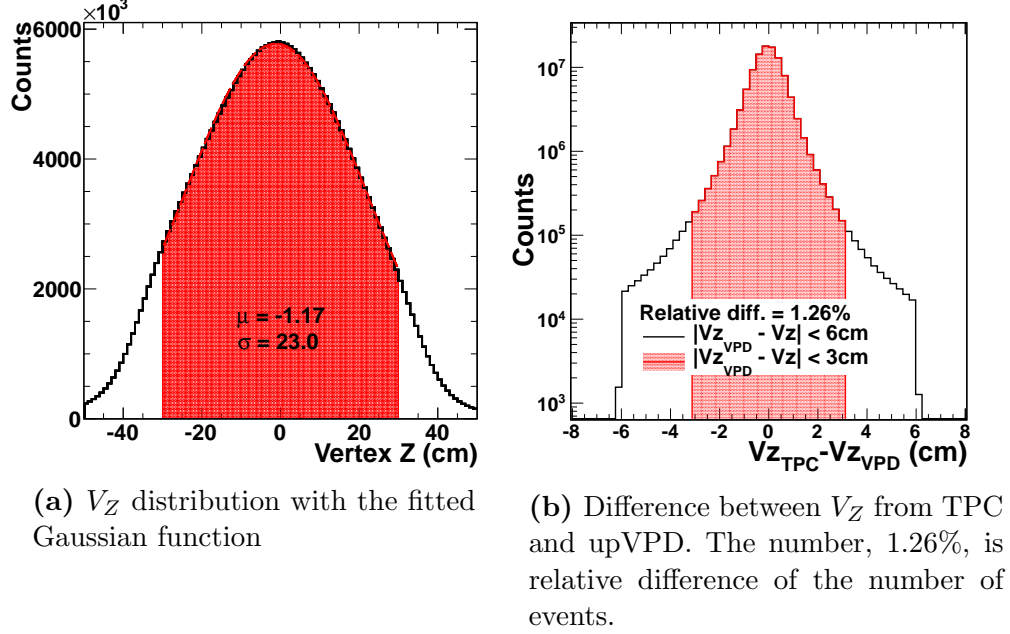 ×10³
6000
4000
2000
0
Counts
μ = -1.17
σ = 23.0
-40 -20 0 20 40
Vertex Z (cm)
(a) V_Z distribution with the fitted
Gaussian function
10⁷
10⁶
10⁵
10⁴
10³
Counts
Relative diff. = 1.26%
|Vz_VPD - Vz| < 6cm
|Vz_VPD - Vz| < 3cm
-8 -6 -4 -2 0 2 4 6 8
Vz_TPC-Vz_VPD (cm)
(b) Difference between V_Z from TPC
and upVPD. The number, 1.26%, is
relative difference of the number of
events.